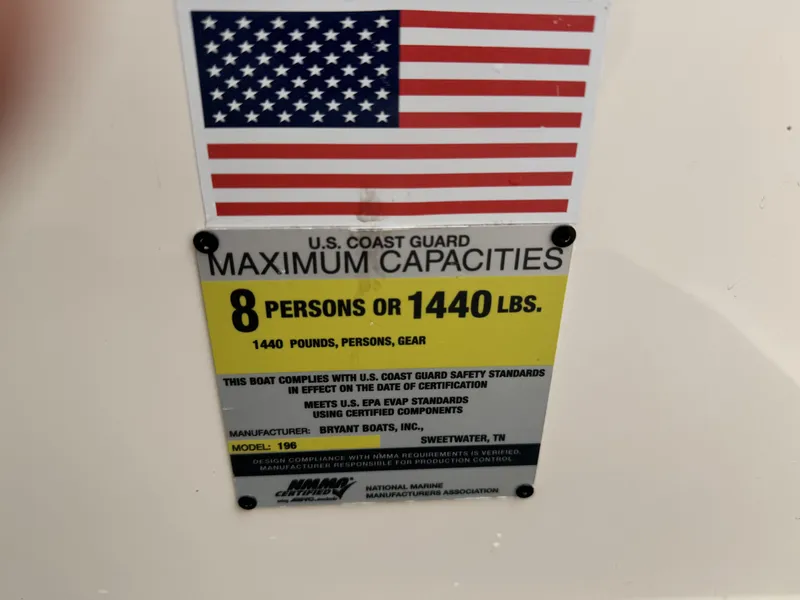 U.S. COAST GUARD
MAXIMUM CAPACITIES
8 PERSONS OR 1440 LBS.
1440 POUNDS, PERSONS, GEAR
THIS BOAT COMPLIES WITH U.S. COAST GUARD SAFETY STANDARDS
IN EFFECT ON THE DATE OF CERTIFICATION
MEETS U.S. EPA EVAP STANDARDS
USING CERTIFIED COMPONENTS
MANUFACTURER: BRYANT BOATS, INC.,
SWEETWATER, TN
MODEL: 196
DESIGN COMPLIANCE WITH NMMA REQUIREMENTS IS VERIFIED.
MANUFACTURER RESPONSIBLE FOR PRODUCTION CONTROL.
NMMA
CERTIFIED
NATIONAL MARINE
MANUFACTURERS ASSOCIATION